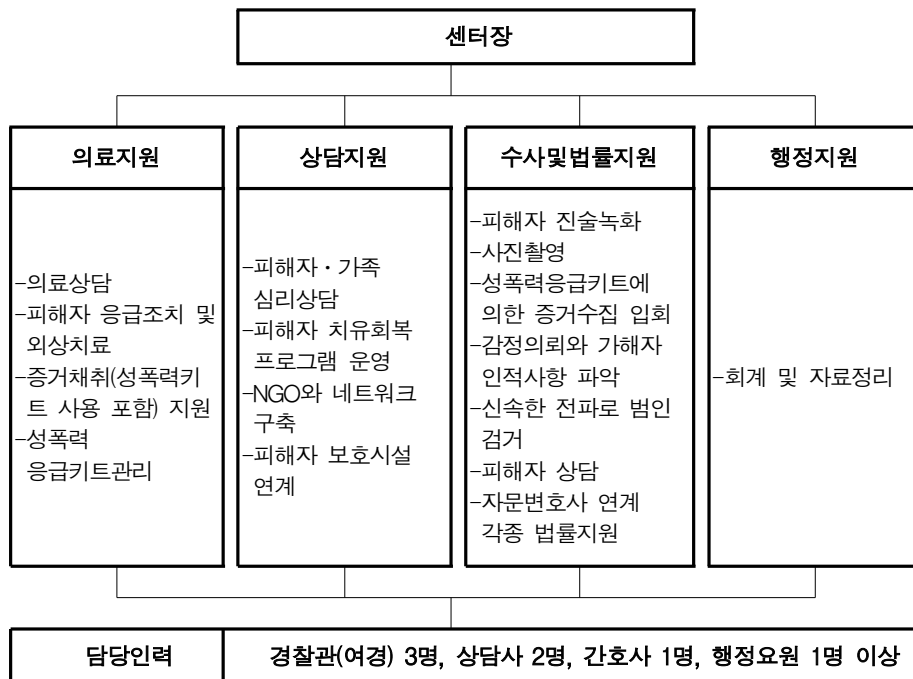 센터장
의료지원
상담지원
수사및법률지원
행정지원
-의료상담
-피해자 응급조치 및
외상치료
-증거채취(성폭력키
트 사용 포함) 지원
-성폭력
응급키트관리
-피해자·가족
심리상담
-피해자 치유회복
프로그램 운영
-NGO와 네트워크
구축
-피해자 보호시설
연계
-피해자 진술녹화
-사진촬영
-성폭력응급키트에
의한 증거수집 입회
-감정의뢰와 가해자
인적사항 파악
-신속한 전파로 범인
검거
-피해자 상담
-자문변호사 연계
각종 법률지원
-회계 및 자료정리
담당인력
경찰관(여경) 3명, 상담사 2명, 간호사 1명, 행정요원 1명 이상